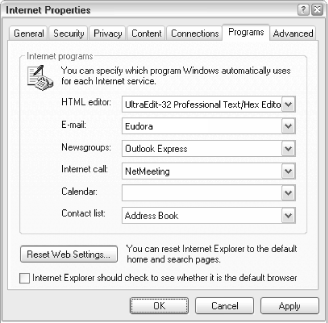 Internet Properties
General Security Privacy Content Connections Programs Advanced
Internet programs
You can specify which program Windows automatically uses
for each Internet service.
HTML editor: UltraEdit-32 Professional Text/Hex Edito
E-mail: Eudora
Newsgroups: Outlook Express
Internet call: NetMeeting
Calendar:
Contact list: Address Book
Reset Web Settings... You can reset Internet Explorer to the default
home and search pages.
Internet Explorer should check to see whether it is the default browser
OK Cancel Apply